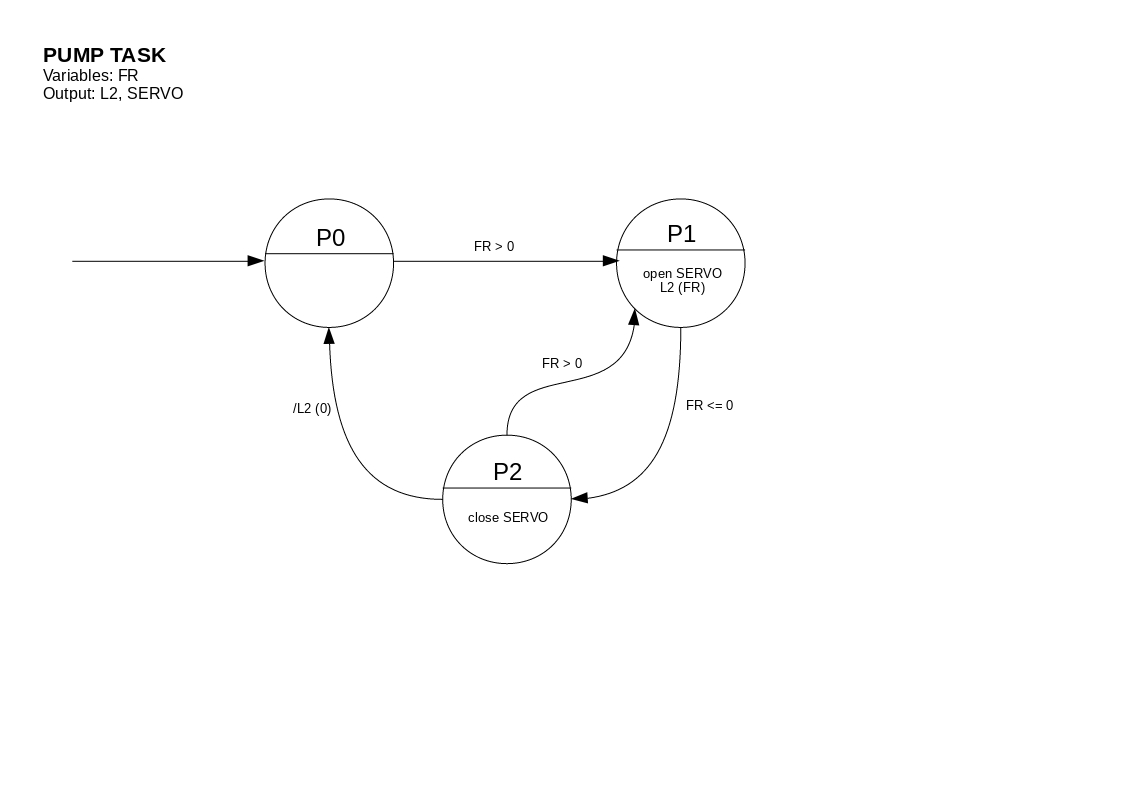 PUMP TASK
Variables: FR
Output: L2, SERVO
P0
FR > 0
P1
open SERVO
L2 (FR)
FR > 0
/L2 (0)
FR <= 0
P2
close SERVO